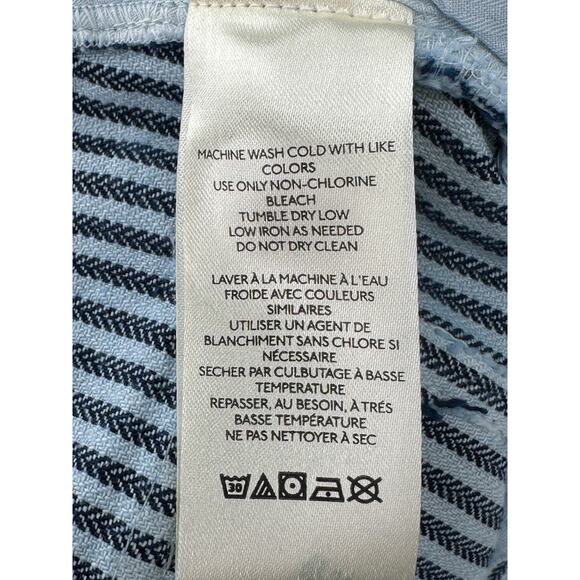 MACHINE WASH COLD WITH LIKE
COLORS
USE ONLY NON-CHLORINE
BLEACH
TUMBLE DRY LOW
LOW IRON AS NEEDED
DO NOT DRY CLEAN
LAVER À LA MACHINE À L'EAU
FROIDE AVEC COULEURS
SIMILAIRES
UTILISER UN AGENT DE
BLANCHIMENT SANS CHLORE SI
NÉCESSAIRE
SECHER PAR CULBUTAGE À BASSE
TEMPERATURE
REPASSER, AU BESOIN, À TRÉS
BASSE TEMPÉRATURE
NE PAS NETTOYER À SEC
30